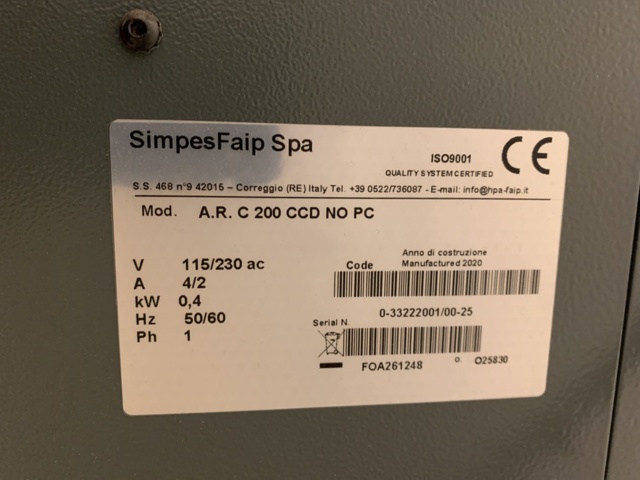 SimpesFaip Spa
ISO9001
QUALITY SYSTEM CERTIFIED
CE
S.S. 468 n°9 42015 – Correggio (RE) Italy Tel. +39 0522/736087 - E-mail: info@hpa-faip.it
Mod. A.R. C 200 CCD NO PC
Anno di costruzione
Code Manufactured 2020
V 115/230 ac
A 4/2
kW 0,4
Hz 50/60
Ph 1
0-33222001/00-25
Serial N.
FOA261248 o. O25830